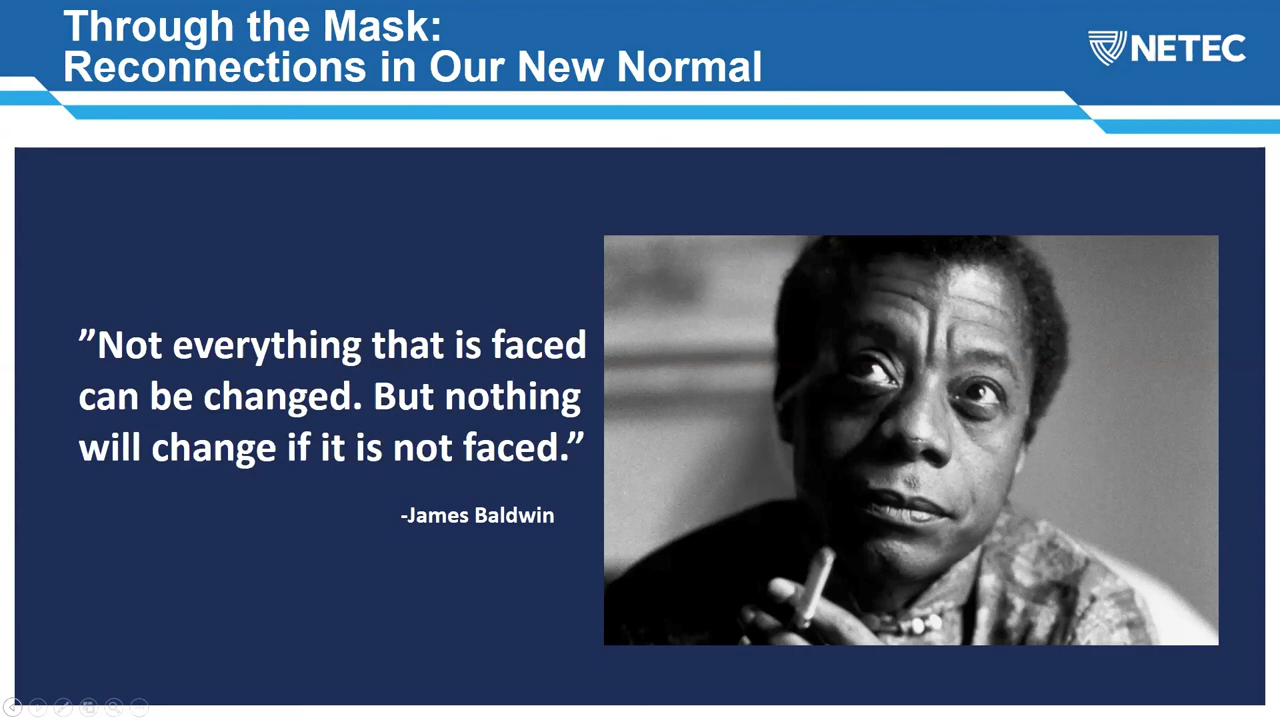 Through the Mask:
Reconnections in Our New Normal
NETEC
”Not everything that is faced
can be changed. But nothing
will change if it is not faced.”
-James Baldwin